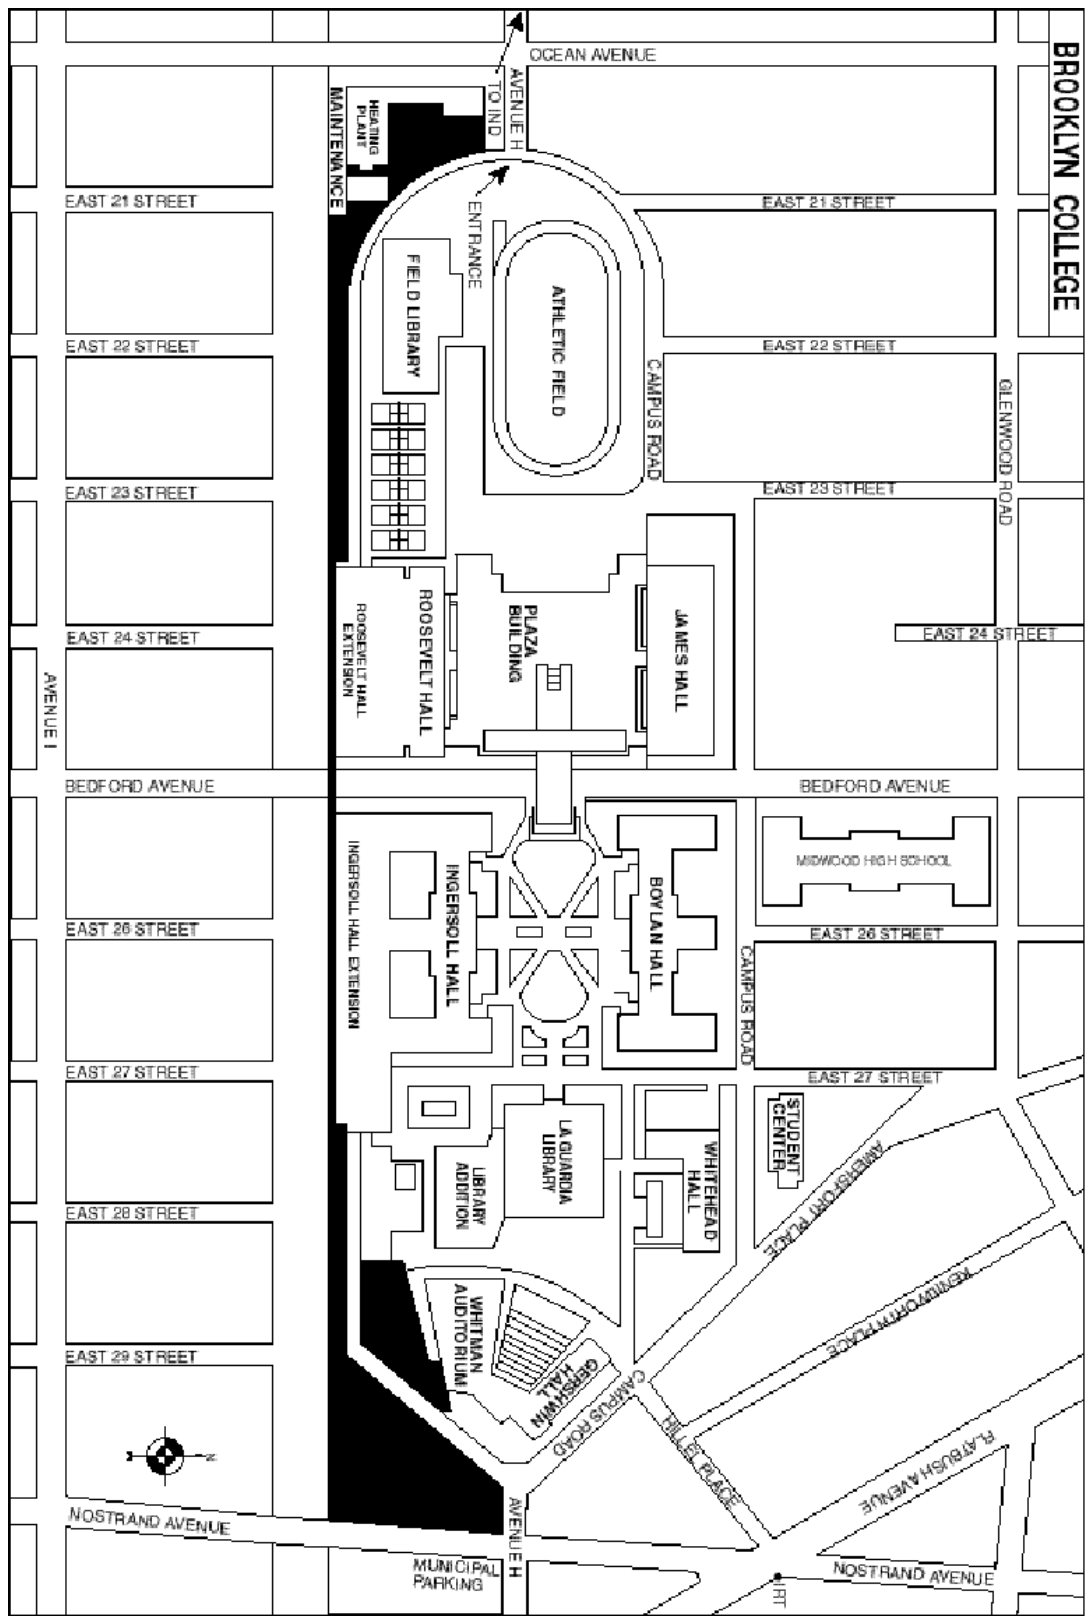 BROOKLYN COLLEGE
OCEAN AVENUE
AVENUE H
TO IND
HEATING
PLANT
MAINTENANCE
EAST 21 STREET
EAST 21 STREET
ENTRANCE
FIELD LIBRARY
ATHLETIC FIELD
EAST 22 STREET
EAST 22 STREET
CAMPUS ROAD
GLENWOOD ROAD
EAST 23 STREET
EAST 23 STREET
ROOSEVELT HALL
EXTENSION
ROOSEVELT HALL
PLAZA
BUILDING
JAMES HALL
EAST 24 STREET
EAST 24 STREET
AVENUE I
BEDFORD AVENUE
BEDFORD AVENUE
MIDWOOD HIGH SCHOOL
INGERSOLL HALL EXTENSION
INGERSOLL HALL
BOYLAN HALL
EAST 26 STREET
EAST 26 STREET
CAMPUS ROAD
EAST 27 STREET
EAST 27 STREET
STUDENT
CENTER
LA GUARDIA
LIBRARY
LIBRARY
ADDITION
WHITEHEAD
HALL
AMERSFORT PLACE
EAST 28 STREET
KENILWORTH PLACE
WHITMAN
AUDITORIUM
GERSHWIN
HALL
EAST 29 STREET
CAMPUS ROAD
HILLEL PLACE
FLATBUSH AVENUE
N
NOSTRAND AVENUE
AVENUE H
MUNICIPAL
PARKING
NOSTRAND AVENUE
IRT